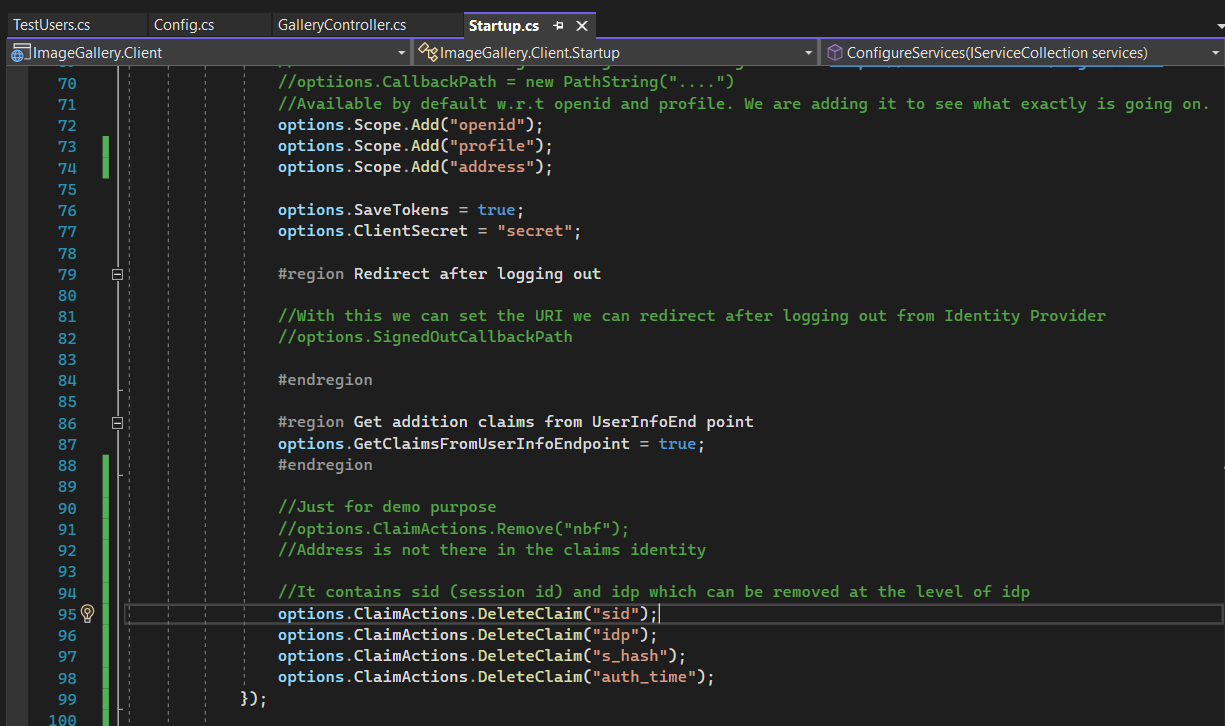 TestUsers.cs
Config.cs
GalleryController.cs
Startup.cs
ImageGallery.Client
ImageGallery.Client.Startup
ConfigureServices(IServiceCollection services)
70 //optiions.CallbackPath = new PathString("....")
71 //Available by default w.r.t openid and profile. We are adding it to see what exactly is going on.
72 options.Scope.Add("openid");
73 options.Scope.Add("profile");
74 options.Scope.Add("address");
75
76 options.SaveTokens = true;
77 options.ClientSecret = "secret";
78
79 #region Redirect after logging out
80
81 //With this we can set the URI we can redirect after logging out from Identity Provider
82 //options.SignedOutCallbackPath
83
84 #endregion
85
86 #region Get addition claims from UserInfoEnd point
87 options.GetClaimsFromUserInfoEndpoint = true;
88 #endregion
89
90 //Just for demo purpose
91 //options.ClaimActions.Remove("nbf");
92 //Address is not there in the claims identity
93
94 //It contains sid (session id) and idp which can be removed at the level of idp
95 options.ClaimActions.DeleteClaim("sid");
96 options.ClaimActions.DeleteClaim("idp");
97 options.ClaimActions.DeleteClaim("s_hash");
98 options.ClaimActions.DeleteClaim("auth_time");
99 });
100